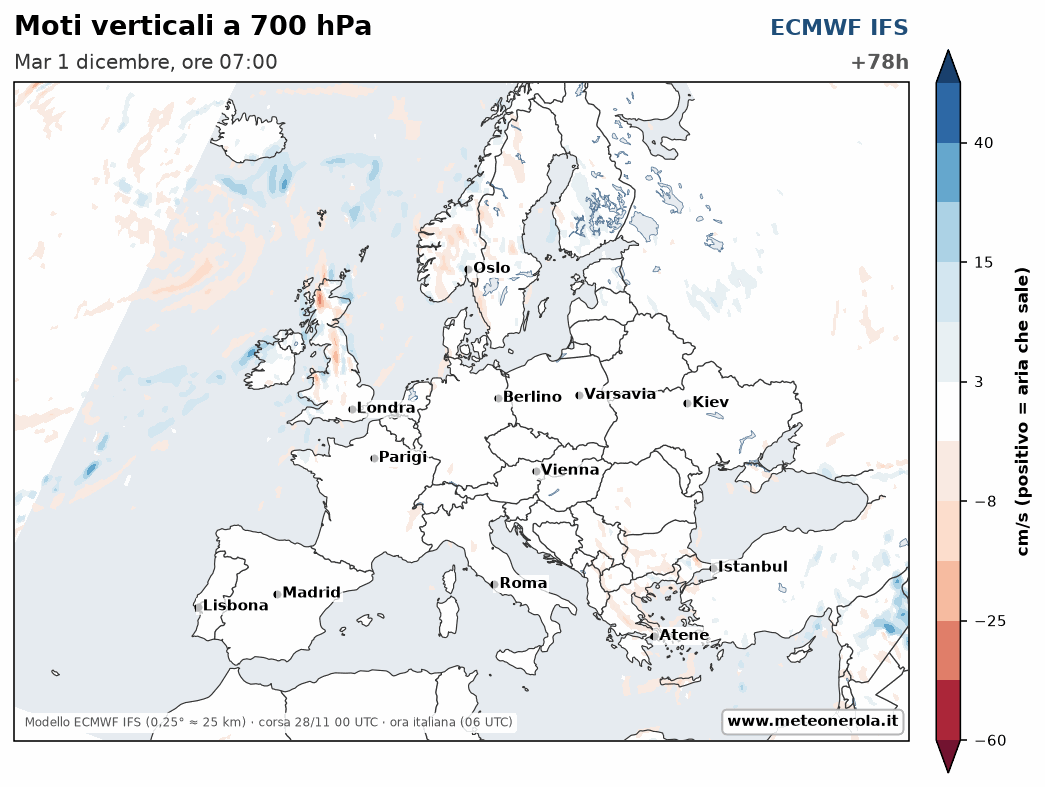 Moti verticali a 700 hPa
ECMWF IFS
Mar 1 dicembre, ore 07:00
+78h
40
15
3
−8
−25
−60
cm/s (positivo = aria che sale)
Oslo
Berlino
Varsavia
Kiev
Londra
Parigi
Vienna
Istanbul
Roma
Madrid
Lisbona
Atene
Modello ECMWF IFS (0,25° ≈ 25 km) · corsa 28/11 00 UTC · ora italiana (06 UTC)
www.meteonerola.it